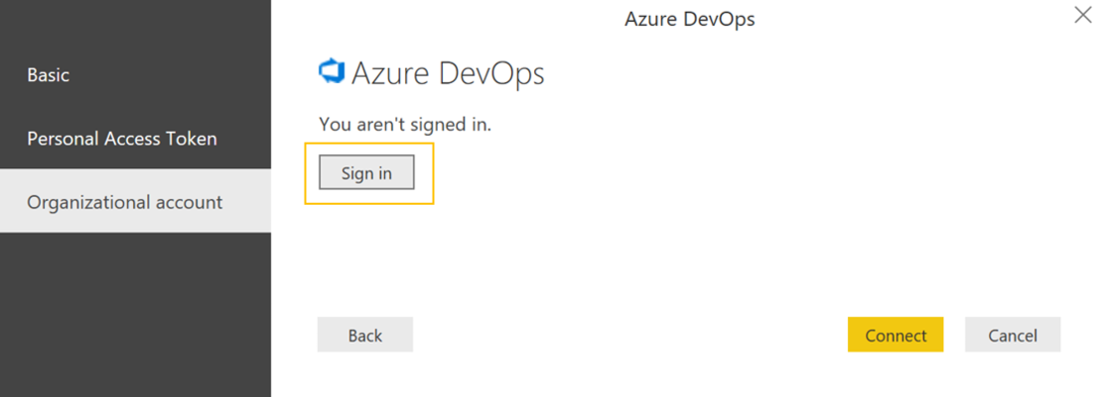 Azure DevOps
Basic
Personal Access Token
Organizational account
Azure DevOps
You aren't signed in.
Sign in
Back
Connect
Cancel